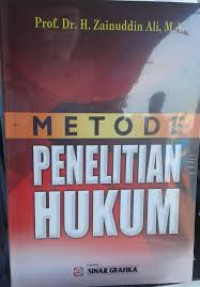 Prof. Dr. H. Zainuddin Ali, M.A.
METODE
PENELITIAN
HUKUM
SINAR GRAFIKA